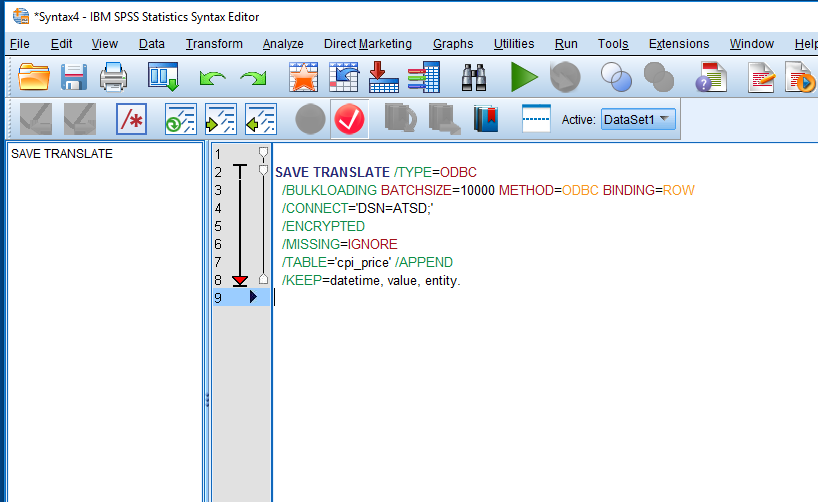 *Syntax4 - IBM SPSS Statistics Syntax Editor
File Edit View Data Transform Analyze Direct Marketing Graphs Utilities Run Tools Extensions Window Help
/*
?
Active: DataSet1
SAVE TRANSLATE
1
2 SAVE TRANSLATE /TYPE=ODBC
3 /BULKLOADING BATCHSIZE=10000 METHOD=ODBC BINDING=ROW
4 /CONNECT='DSN=ATSD;'
5 /ENCRYPTED
6 /MISSING=IGNORE
7 /TABLE='cpi_price' /APPEND
8 /KEEP=datetime, value, entity.
9